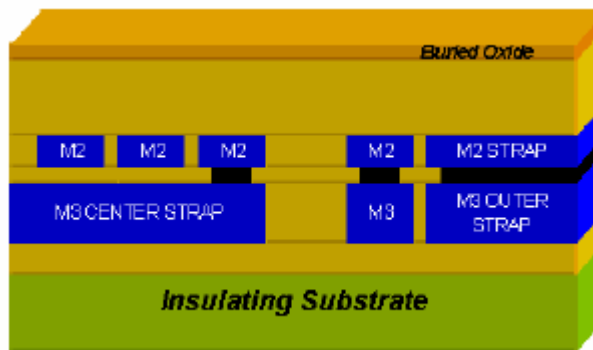 Buried Oxide
M2 M2 M2 M2 M2 STRAP
M3 CENTER STRAP M3 M3 OUTER
STRAP
Insulating Substrate